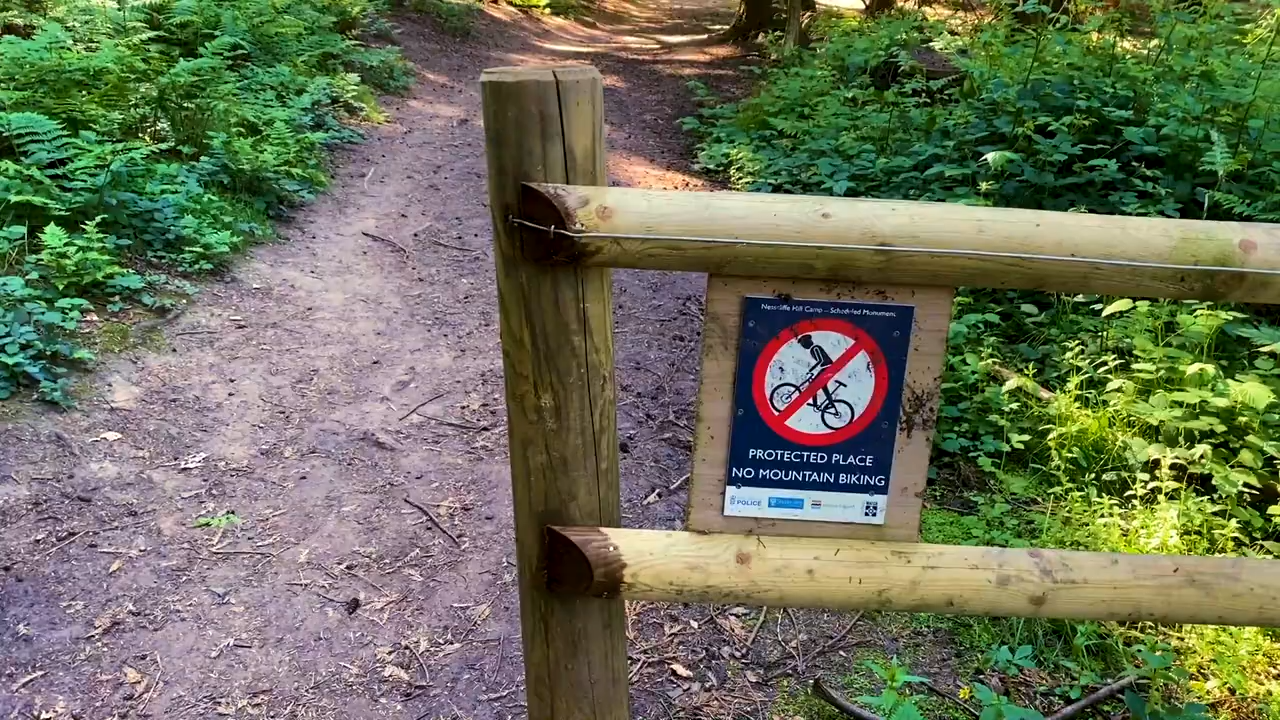 Nesscliffe Hill Camp – Scheduled Monument
PROTECTED PLACE
NO MOUNTAIN BIKING
POLICE